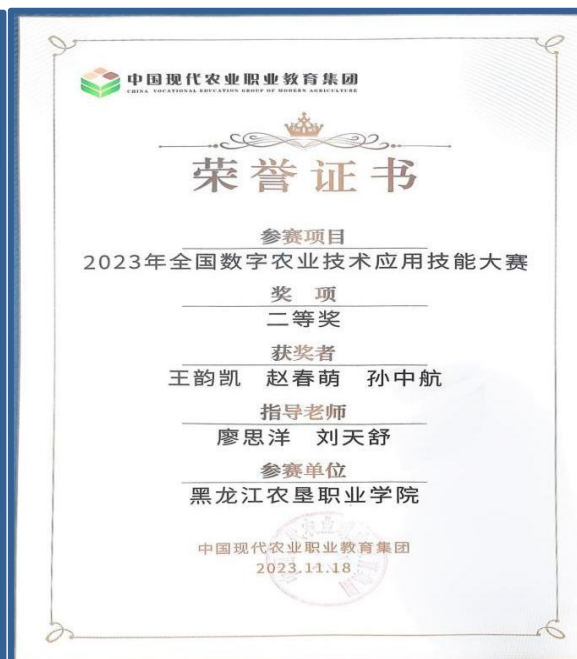 中国现代农业职业教育集团
CHINA VOCATIONAL EDUCATION GROUP OF MODERN AGRICULTURE
荣誉证书
参赛项目
2023年全国数字农业技术应用技能大赛
奖 项
二等奖
获奖者
王韵凯 赵春萌 孙中航
指导老师
廖思洋 刘天舒
参赛单位
黑龙江农垦职业学院
中国现代农业职业教育集团
2023.11.18